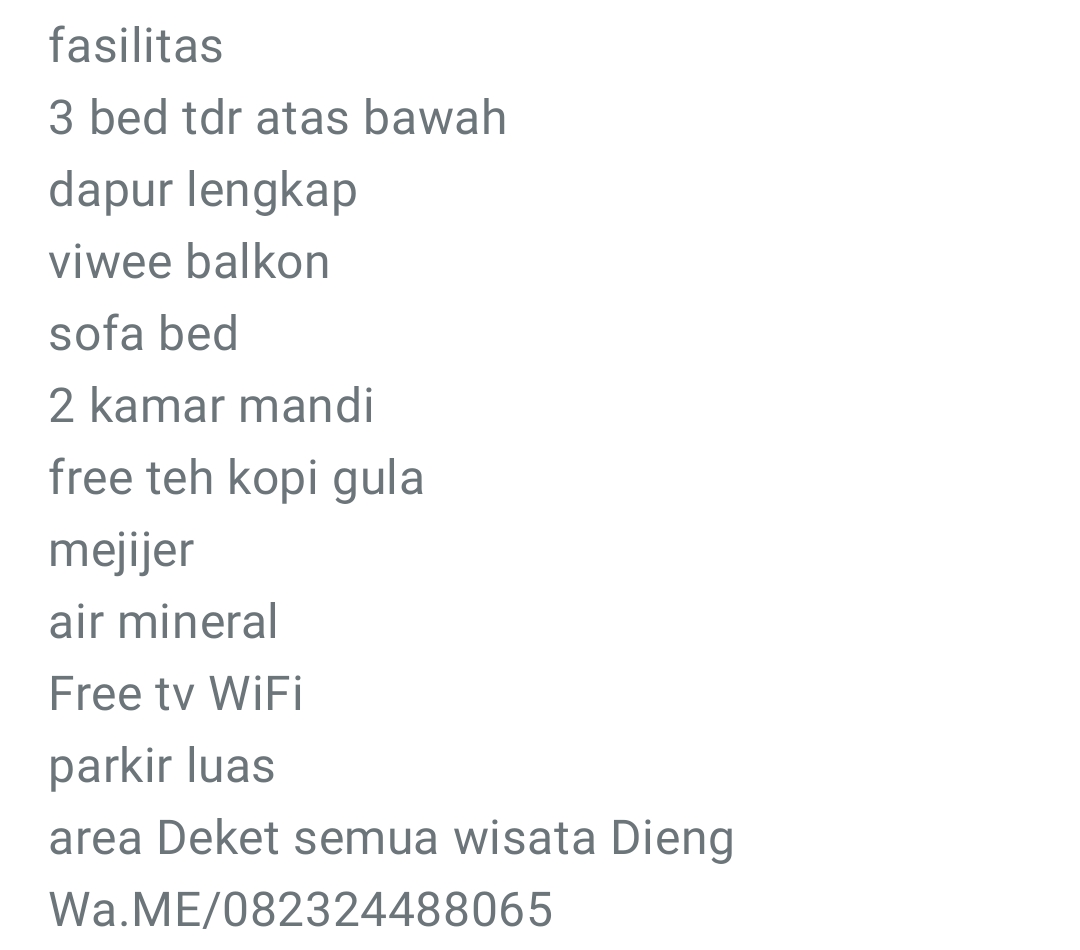 fasilitas
3 bed tdr atas bawah
dapur lengkap
viwee balkon
sofa bed
2 kamar mandi
free teh kopi gula
mejijer
air mineral
Free tv WiFi
parkir luas
area Deket semua wisata Dieng
Wa.ME/082324488065